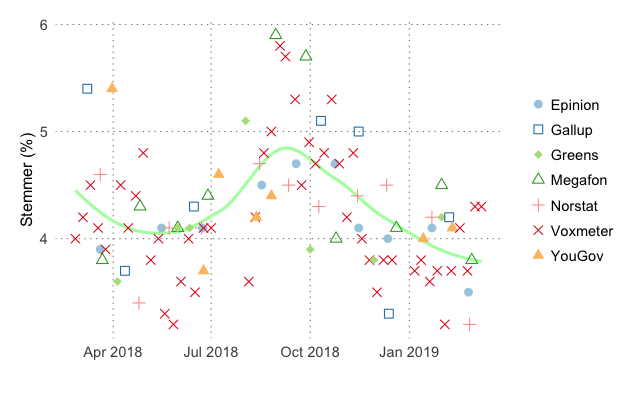 6
5
4
Stemmer (%)
Apr 2018
Jul 2018
Oct 2018
Jan 2019
Epinion
Gallup
Greens
Megafon
Norstat
Voxmeter
YouGov